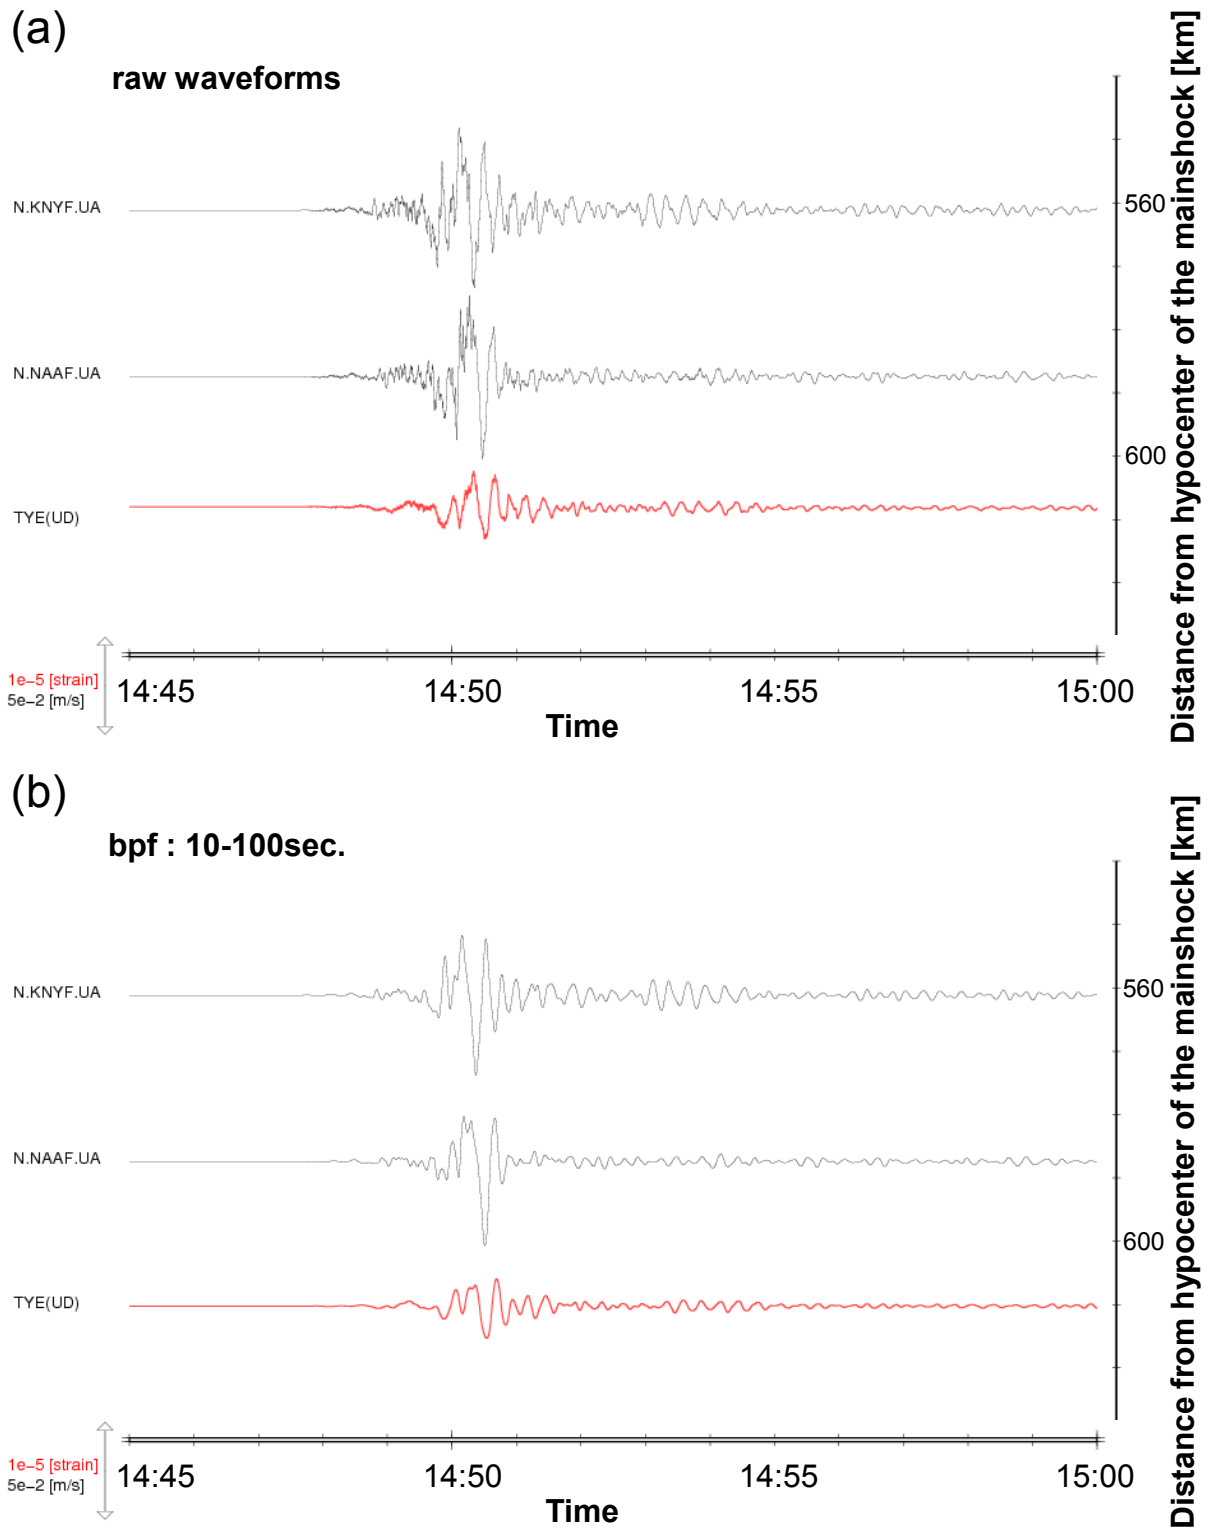 (a)
raw waveforms
N.KNYF.UA
N.NAAF.UA
TYE(UD)
560
600
Distance from hypocenter of the mainshock [km]
1e−5 [strain]
5e−2 [m/s]
14:45
14:50
14:55
15:00
Time
(b)
bpf : 10-100sec.
N.KNYF.UA
N.NAAF.UA
TYE(UD)
560
600
Distance from hypocenter of the mainshock [km]
1e−5 [strain]
5e−2 [m/s]
14:45
14:50
14:55
15:00
Time